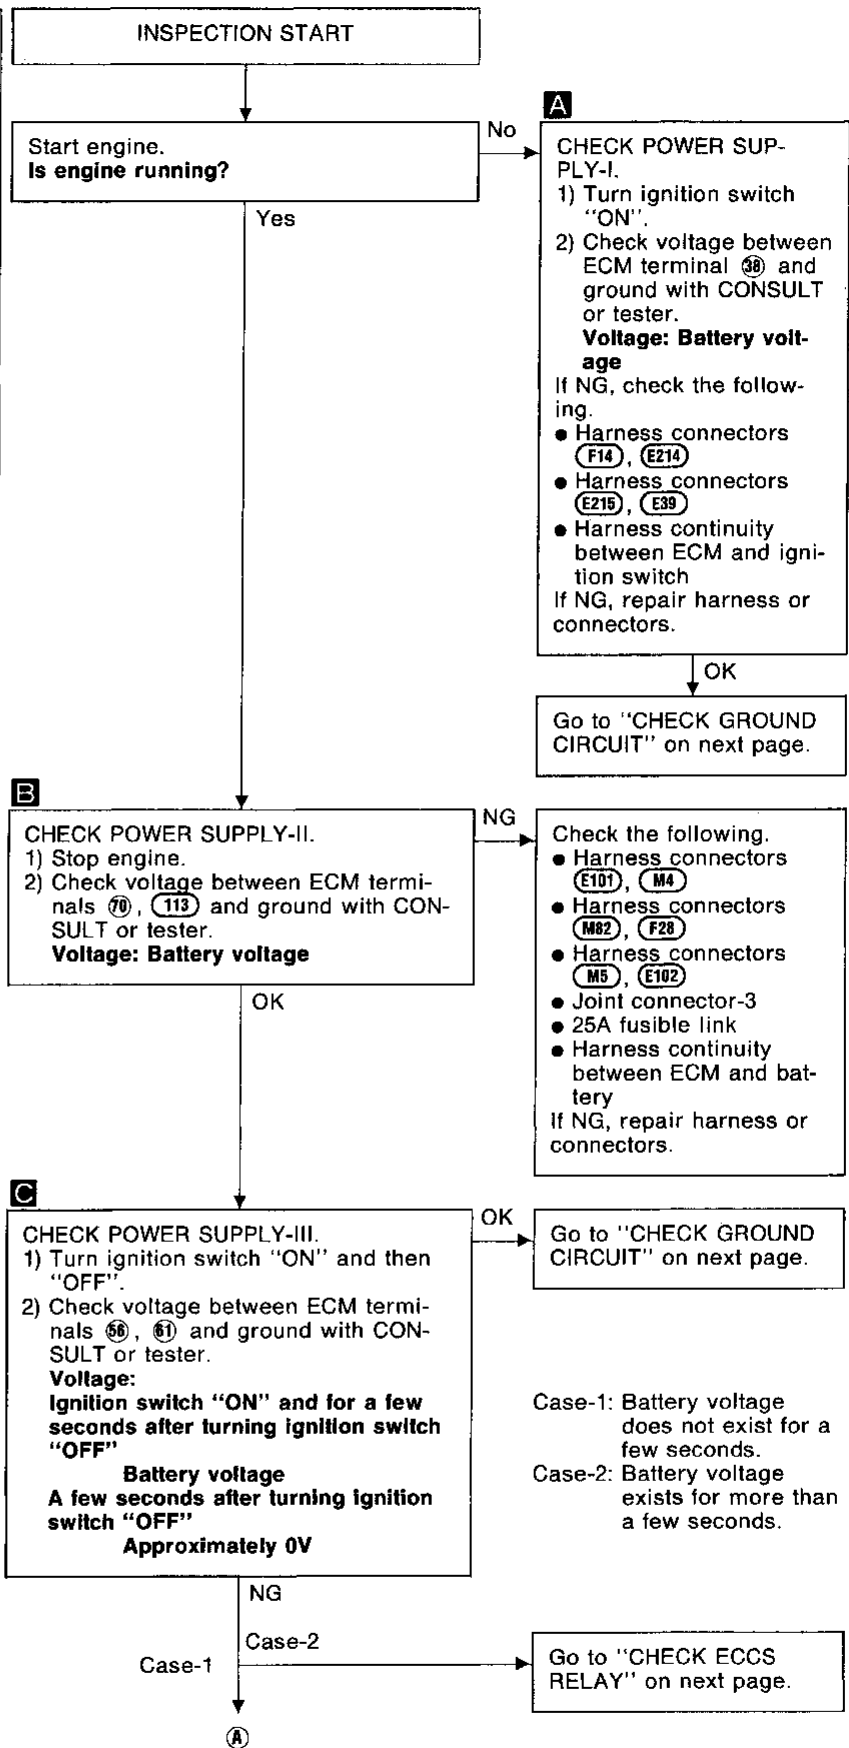 INSPECTION START
Start engine.
Is engine running?
No
Yes
A
CHECK POWER SUP-
PLY-I.
1) Turn ignition switch
"ON".
2) Check voltage between
ECM terminal 38 and
ground with CONSULT
or tester.
Voltage: Battery volt-
age
If NG, check the follow-
ing.
● Harness connectors
F14, E214
● Harness connectors
E215, E39
● Harness continuity
between ECM and igni-
tion switch
If NG, repair harness or
connectors.
OK
Go to "CHECK GROUND
CIRCUIT" on next page.
B
CHECK POWER SUPPLY-II.
1) Stop engine.
2) Check voltage between ECM termi-
nals 70, 113 and ground with CON-
SULT or tester.
Voltage: Battery voltage
NG
OK
Check the following.
● Harness connectors
E101, M4
● Harness connectors
M82, F28
● Harness connectors
M5, E102
● Joint connector-3
● 25A fusible link
● Harness continuity
between ECM and bat-
tery
If NG, repair harness or
connectors.
C
CHECK POWER SUPPLY-III.
1) Turn ignition switch "ON" and then
"OFF".
2) Check voltage between ECM termi-
nals 56, 61 and ground with CON-
SULT or tester.
Voltage:
Ignition switch "ON" and for a few
seconds after turning ignition switch
"OFF"
Battery voltage
A few seconds after turning ignition
switch "OFF"
Approximately 0V
OK
Go to "CHECK GROUND
CIRCUIT" on next page.
Case-1: Battery voltage
does not exist for a
few seconds.
Case-2: Battery voltage
exists for more than
a few seconds.
NG
Case-2
Case-1
Go to "CHECK ECCS
RELAY" on next page.
A